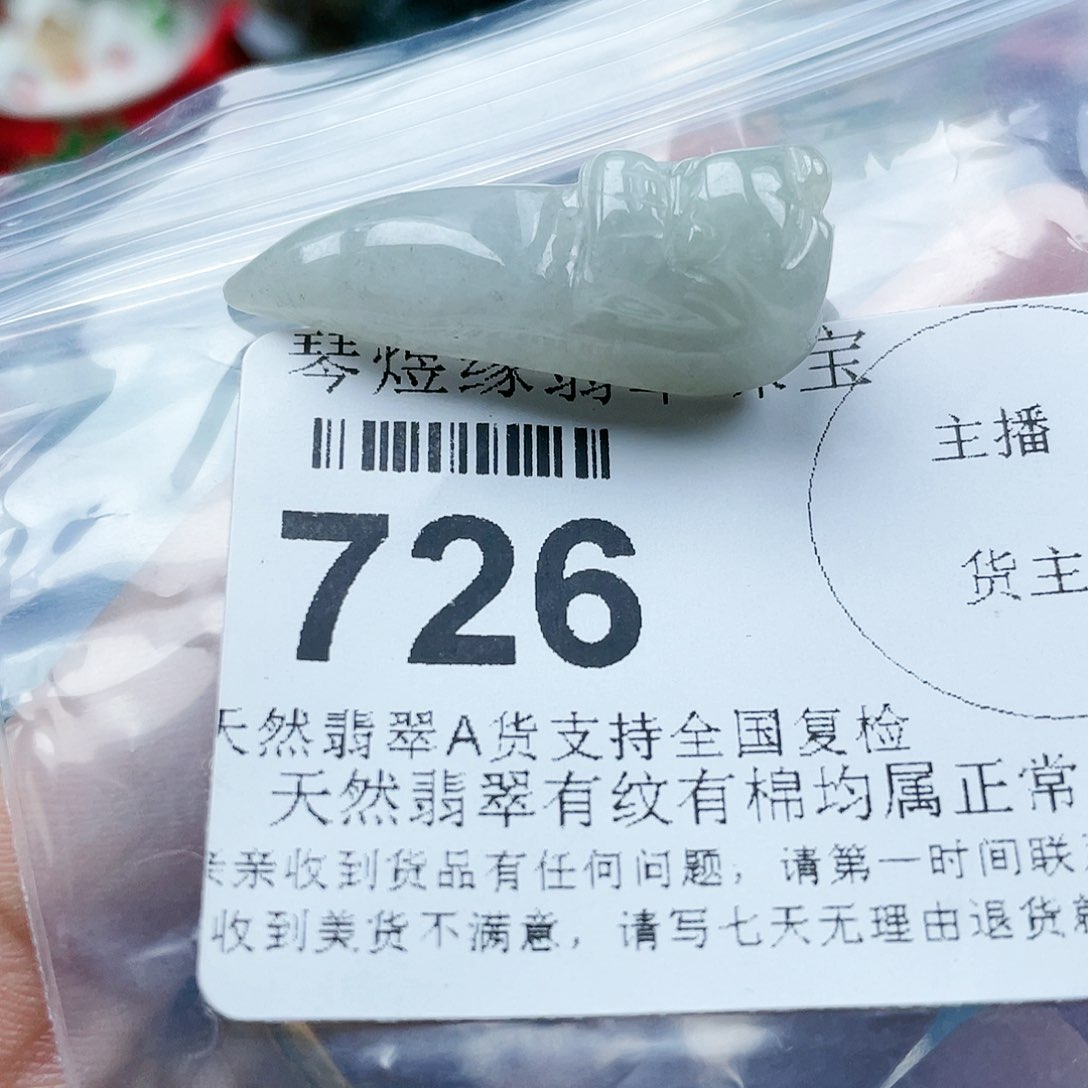 琴煜缘翡翠珠宝
主播
726
货主
天然翡翠A货支持全国复检
天然翡翠有纹有棉均属正常
亲亲收到货品有任何问题，请第一时间联
收到美货不满意，请写七天无理由退货